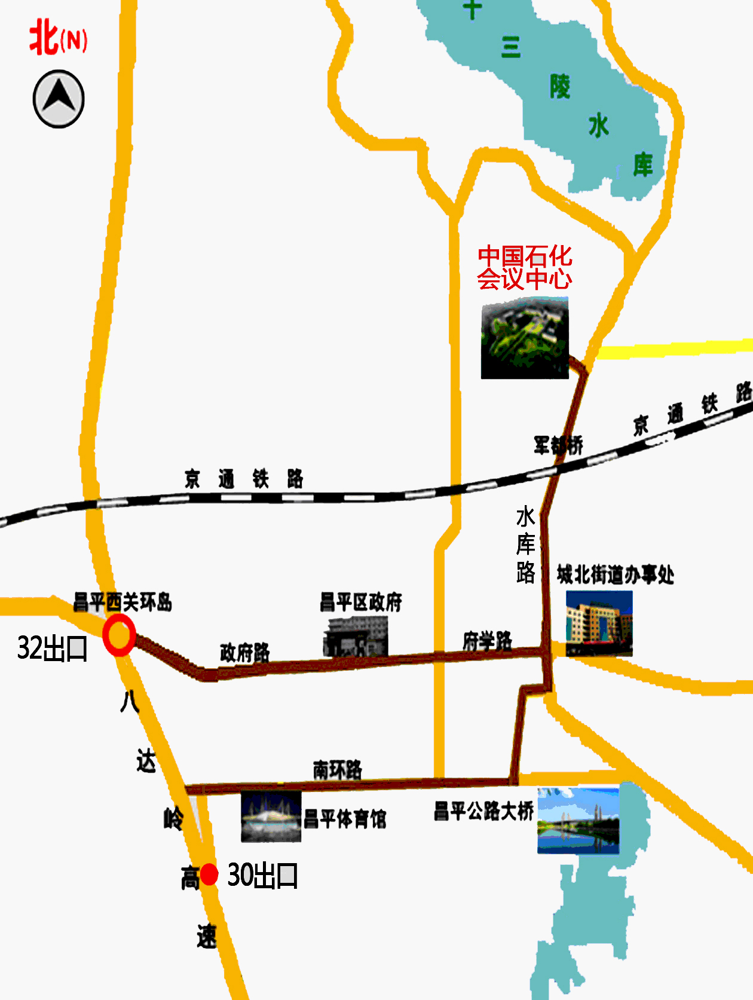 北(N)
十三陵水库
中国石化
会议中心
京通铁路
军都桥
京通铁路
水库路
城北街道办事处
昌平西关环岛
昌平区政府
32出口
政府路
府学路
八达岭高速
南环路
昌平体育馆
昌平公路大桥
30出口